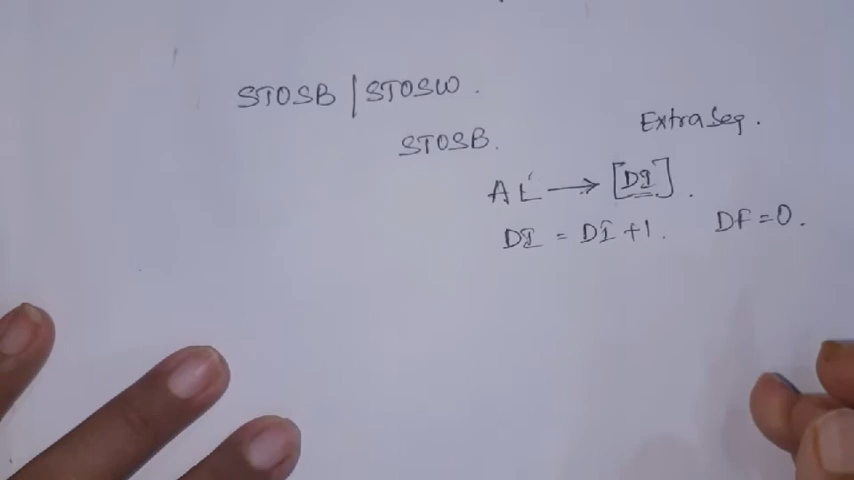 STOSB | STOSW.
Extra Seg.
STOSB.
AL → [DI].
DI = DI+1. DF=0.